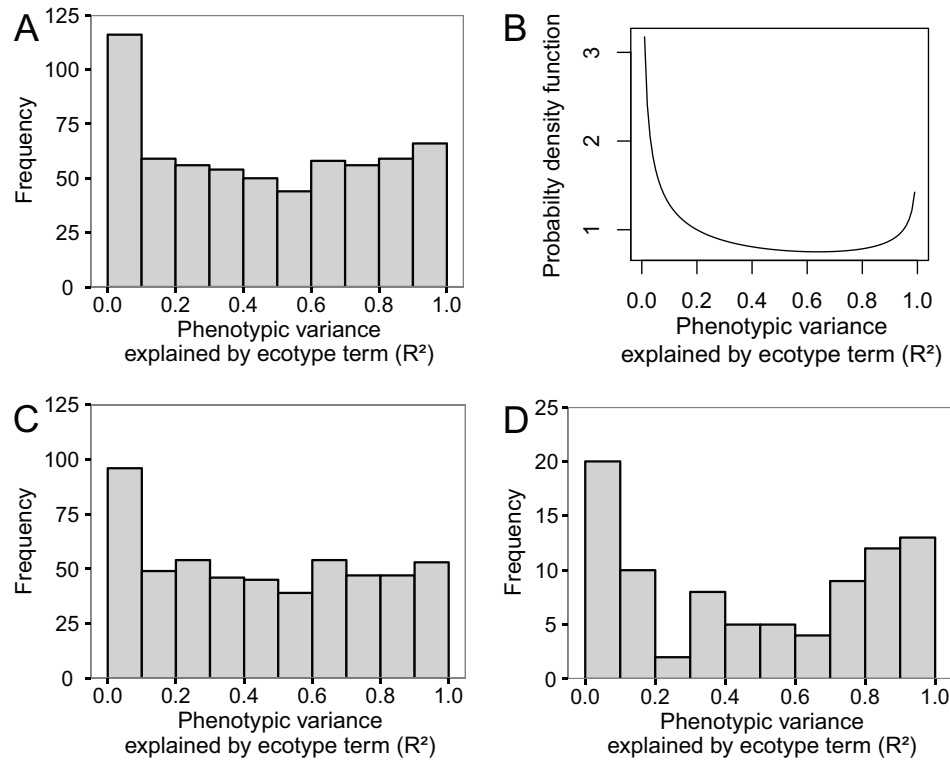 A
Frequency
125
100
75
50
25
0
0.0 0.2 0.4 0.6 0.8 1.0
Phenotypic variance
explained by ecotype term (R²)
B
Probabilty density function
3
2
1
0.0 0.2 0.4 0.6 0.8 1.0
Phenotypic variance
explained by ecotype term (R²)
C
Frequency
125
100
75
50
25
0
0.0 0.2 0.4 0.6 0.8 1.0
Phenotypic variance
explained by ecotype term (R²)
D
Frequency
25
20
15
10
5
0
0.0 0.2 0.4 0.6 0.8 1.0
Phenotypic variance
explained by ecotype term (R²)